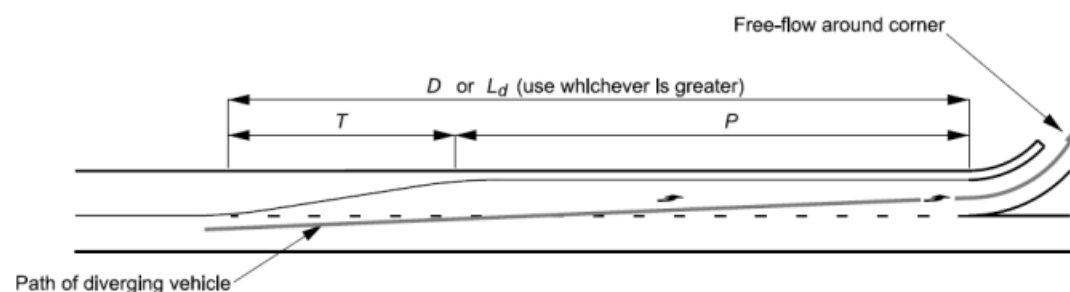 Free-flow around corner
D or Ld (use whichever is greater)
T
P
Path of diverging vehicle